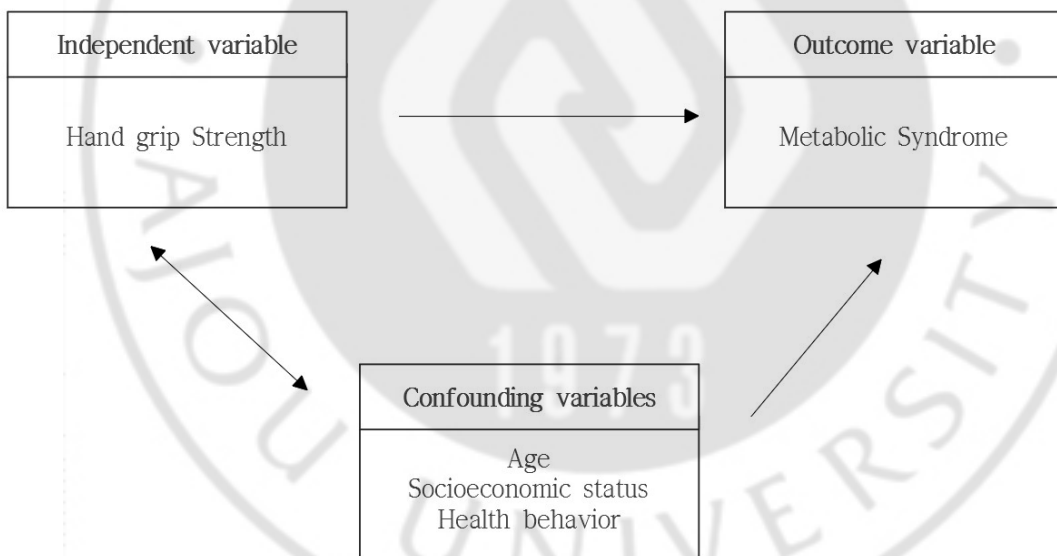 Independent variable
Hand grip Strength
Outcome variable
Metabolic Syndrome
Confounding variables
Age
Socioeconomic status
Health behavior
AJOU UNIVERSITY
1973